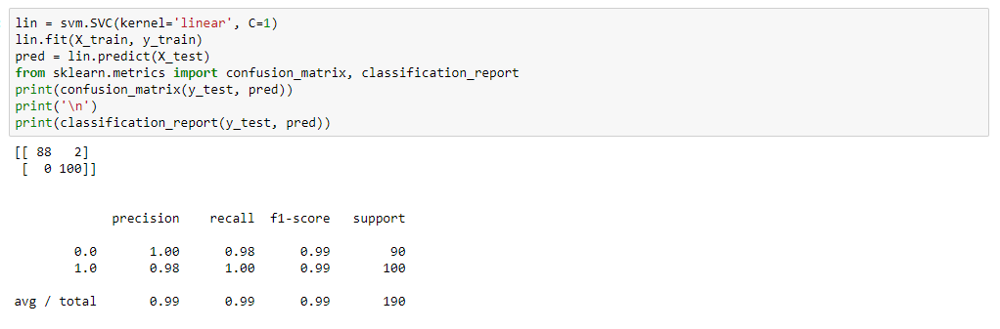 lin = svm.SVC(kernel='linear', C=1)
lin.fit(X_train, y_train)
pred = lin.predict(X_test)
from sklearn.metrics import confusion_matrix, classification_report
print(confusion_matrix(y_test, pred))
print('\n')
print(classification_report(y_test, pred))
[[ 88   2]
 [  0 100]]
             precision    recall  f1-score   support
        0.0       1.00      0.98      0.99        90
        1.0       0.98      1.00      0.99       100
avg / total       0.99      0.99      0.99       190